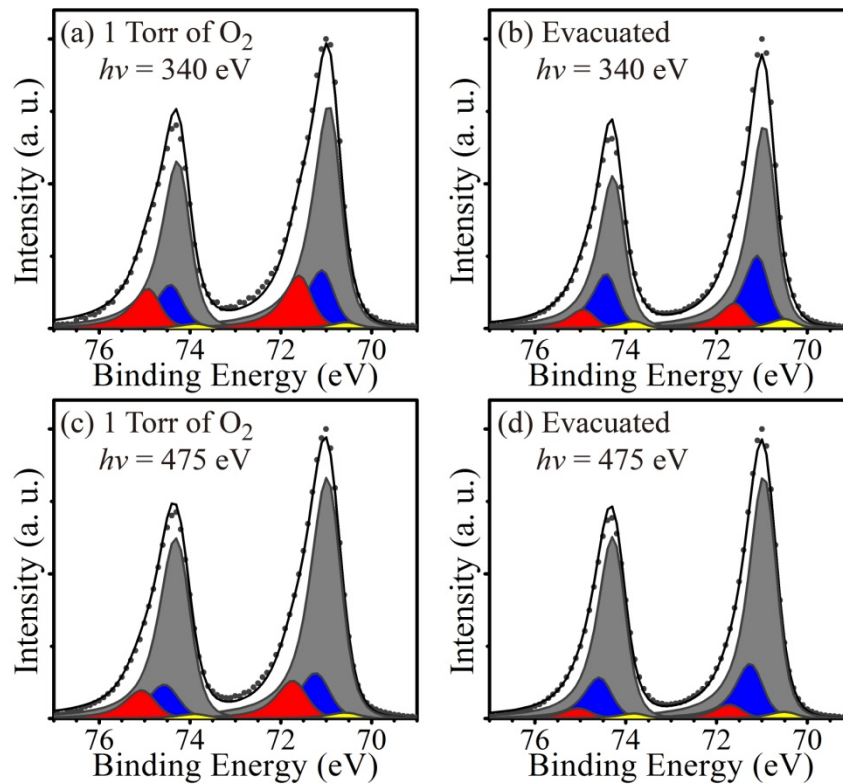 (a) 1 Torr of O₂
hν = 340 eV
Intensity (a. u.)
76 74 72 70
Binding Energy (eV)
(b) Evacuated
hν = 340 eV
Intensity (a. u.)
76 74 72 70
Binding Energy (eV)
(c) 1 Torr of O₂
hν = 475 eV
Intensity (a. u.)
76 74 72 70
Binding Energy (eV)
(d) Evacuated
hν = 475 eV
Intensity (a. u.)
76 74 72 70
Binding Energy (eV)